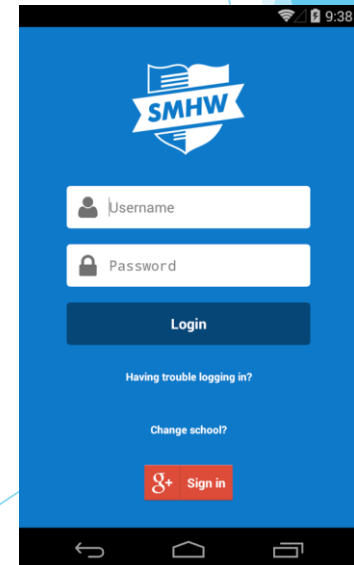 9:38
SMHW
Username
Password
Login
Having trouble logging in?
Change school?
g+ Sign in